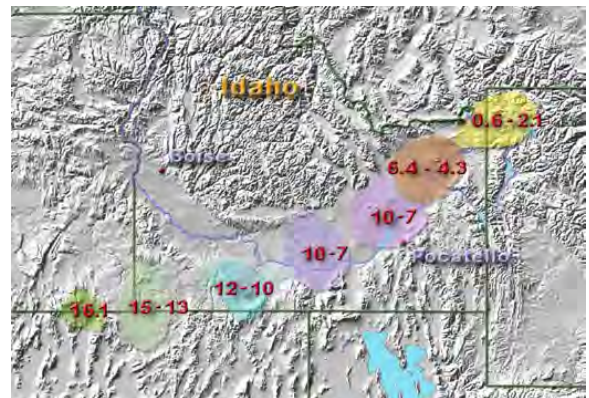 Idaho
0.6 - 2.1
Boise
6.4 - 4.3
10-7
Pocatello
10-7
12-10
16.1
15-13